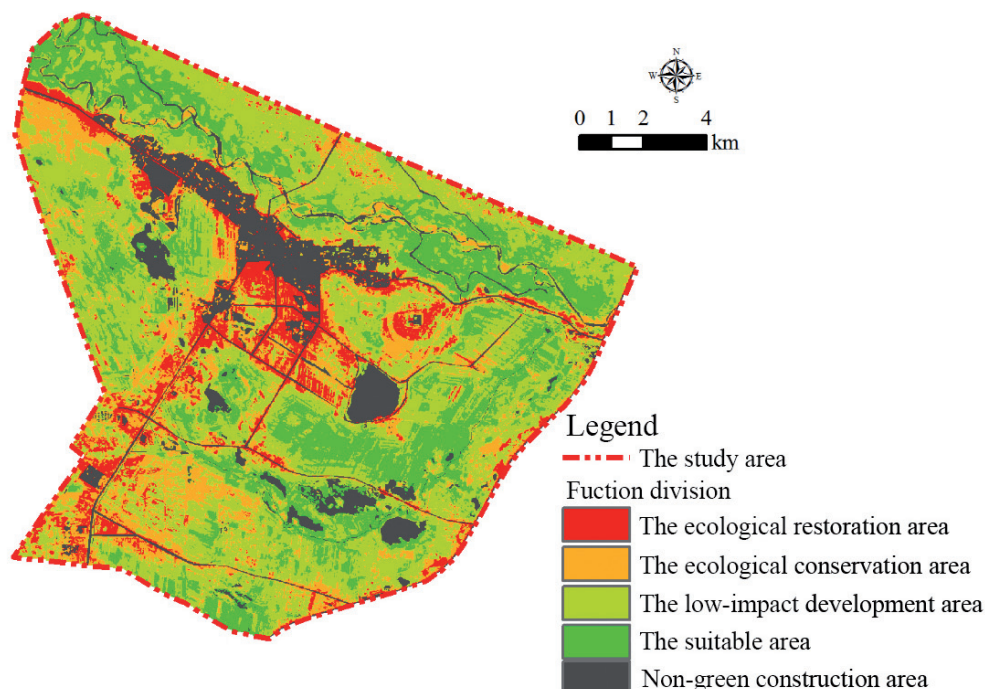 N
W E
S
0 1 2 4
km
Legend
The study area
Fuction division
The ecological restoration area
The ecological conservation area
The low-impact development area
The suitable area
Non-green construction area